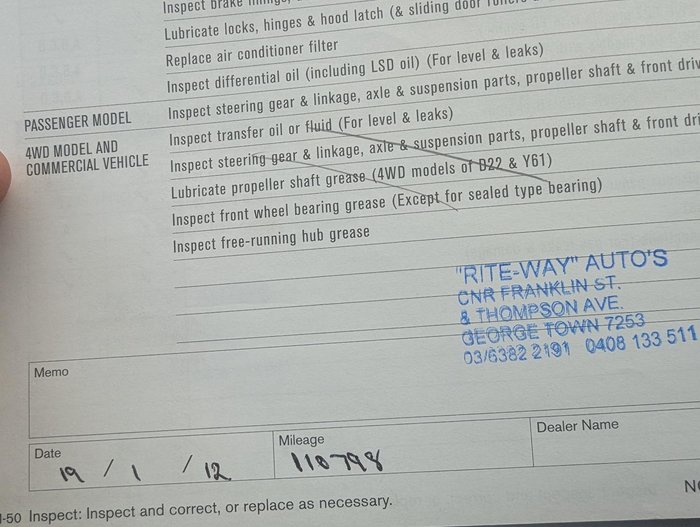 Inspect brake
Lubricate locks, hinges & hood latch (& sliding door
Replace air conditioner filter
Inspect differential oil (including LSD oil) (For level & leaks)
PASSENGER MODEL
Inspect steering gear & linkage, axle & suspension parts, propeller shaft & front
4WD MODEL AND
COMMERCIAL VEHICLE
Inspect transfer oil or fluid (For level & leaks)
Inspect steering gear & linkage, axle & suspension parts, propeller shaft & front
Lubricate propeller shaft grease (4WD models of D22 & Y61)
Inspect front wheel bearing grease (Except for sealed type bearing)
Inspect free-running hub grease
"RITE-WAY" AUTO'S
CNR FRANKLIN ST.
& THOMPSON AVE.
GEORGE TOWN 7253
03/6382 2191 0408 133 511
Memo
Date
19 / 1 / 12
Mileage
110798
Dealer Name
-50 Inspect: Inspect and correct, or replace as necessary.